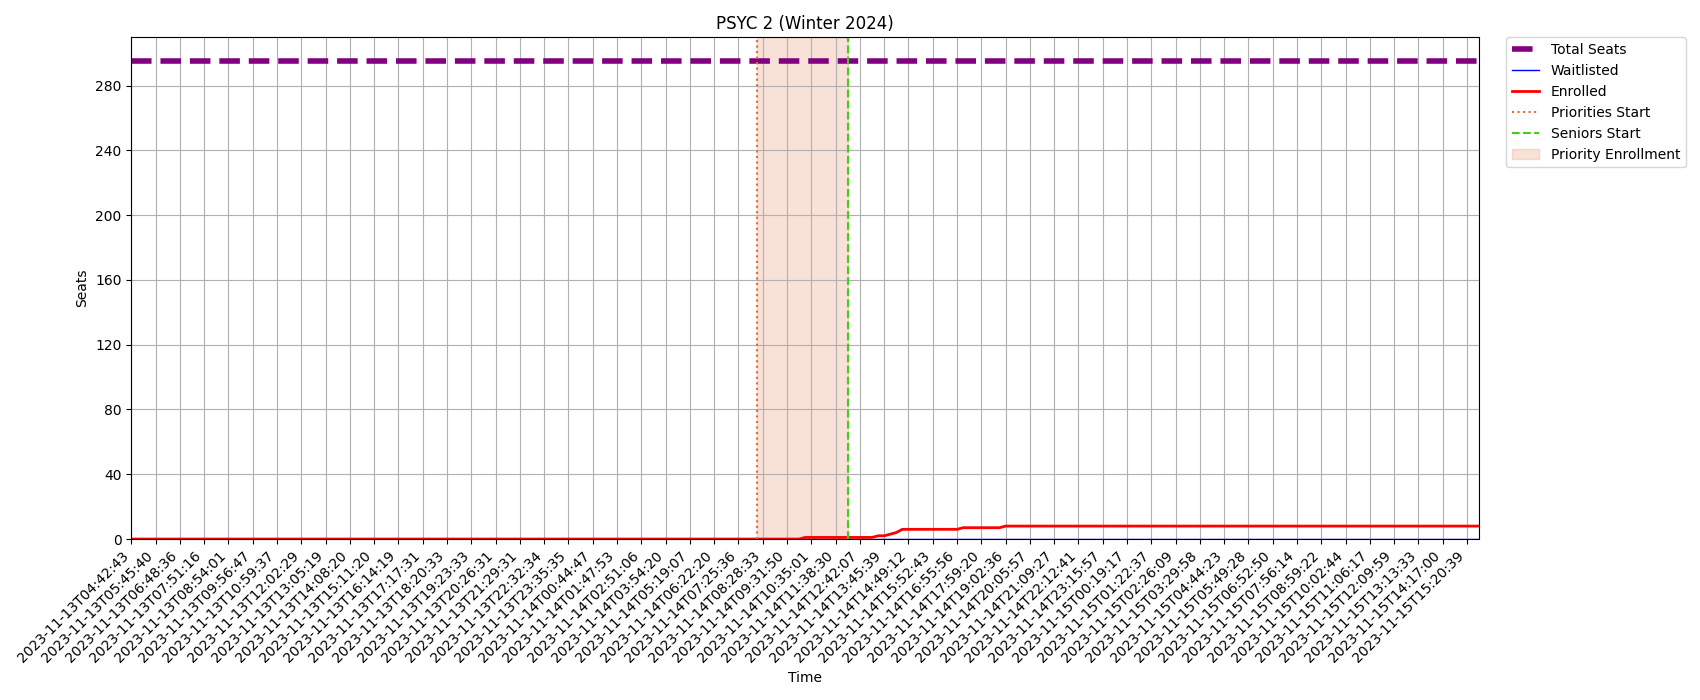 PSYC 2 (Winter 2024)
Total Seats
Waitlisted
Enrolled
Priorities Start
Seniors Start
Priority Enrollment
Seats
280
240
200
160
120
80
40
0
2023-11-13T04:42:43
2023-11-13T05:45:40
2023-11-13T06:48:36
2023-11-13T07:51:16
2023-11-13T08:54:01
2023-11-13T09:56:47
2023-11-13T10:59:37
2023-11-13T12:02:29
2023-11-13T13:05:19
2023-11-13T14:08:20
2023-11-13T15:11:20
2023-11-13T16:14:19
2023-11-13T17:17:31
2023-11-13T18:20:33
2023-11-13T19:23:33
2023-11-13T20:26:31
2023-11-13T21:29:31
2023-11-13T22:32:34
2023-11-13T23:35:35
2023-11-14T00:44:47
2023-11-14T01:47:53
2023-11-14T02:51:06
2023-11-14T03:54:20
2023-11-14T05:19:07
2023-11-14T06:22:20
2023-11-14T07:25:36
2023-11-14T08:28:33
2023-11-14T09:31:50
2023-11-14T10:35:01
2023-11-14T11:38:30
2023-11-14T12:42:07
2023-11-14T13:45:39
2023-11-14T14:49:12
2023-11-14T15:52:43
2023-11-14T16:55:56
2023-11-14T17:59:20
2023-11-14T19:02:36
2023-11-14T20:05:57
2023-11-14T21:09:27
2023-11-14T22:12:41
2023-11-14T23:15:57
2023-11-15T00:19:17
2023-11-15T01:22:37
2023-11-15T02:26:09
2023-11-15T03:29:58
2023-11-15T04:44:23
2023-11-15T05:49:28
2023-11-15T06:52:50
2023-11-15T07:56:14
2023-11-15T08:59:22
2023-11-15T10:02:44
2023-11-15T11:06:17
2023-11-15T12:09:59
2023-11-15T13:13:33
2023-11-15T14:17:00
2023-11-15T15:20:39
Time